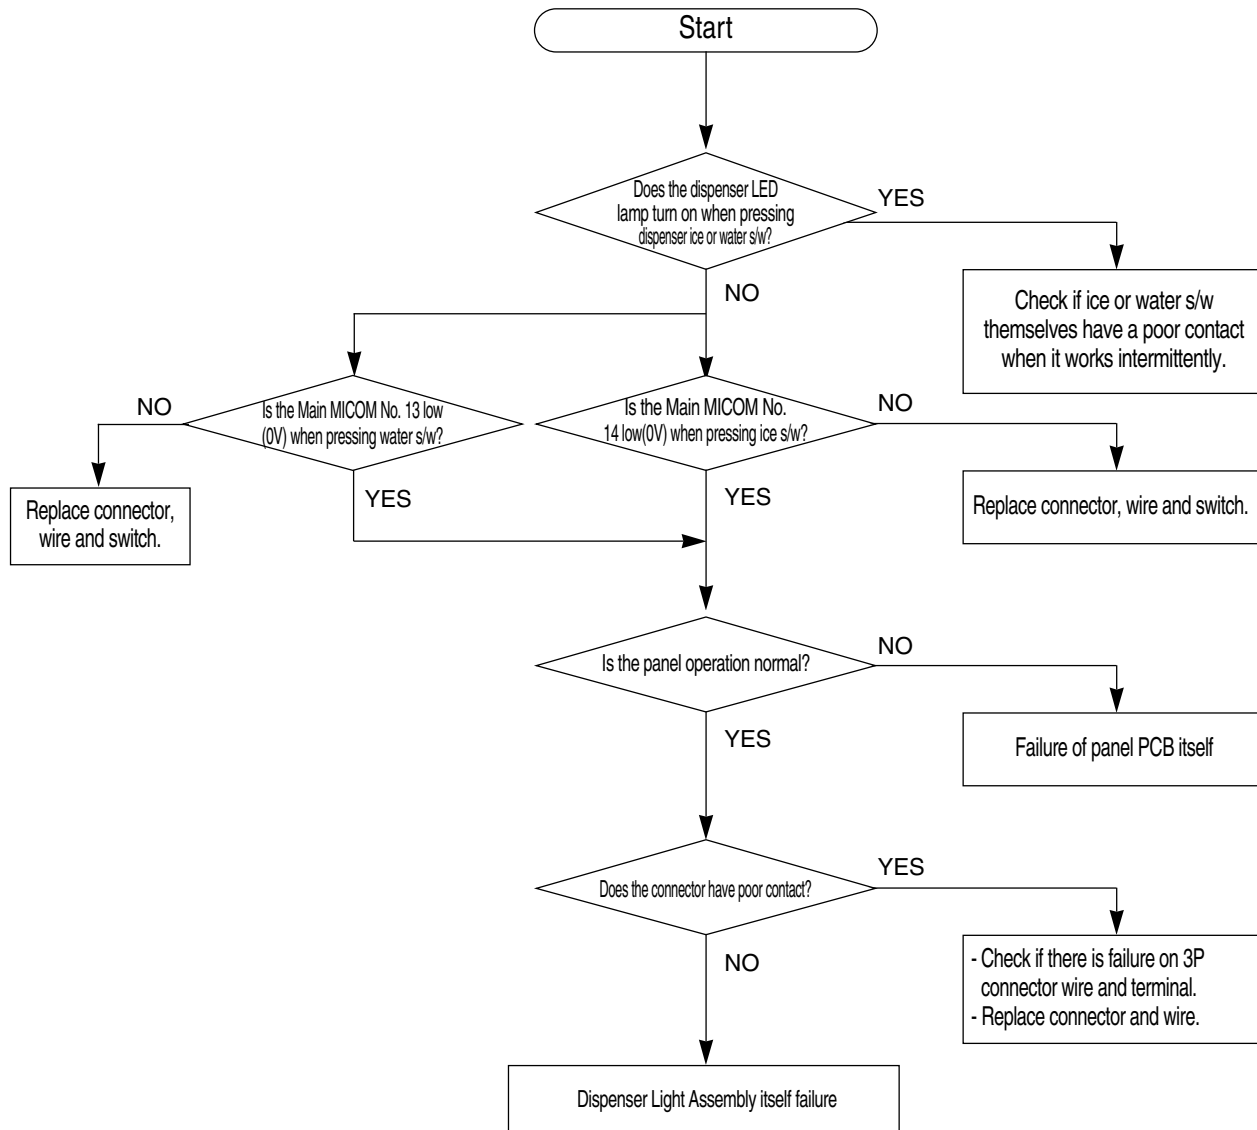 Start
Does the dispenser LED
lamp turn on when pressing
dispenser ice or water s/w?
YES
NO
Check if ice or water s/w
themselves have a poor contact
when it works intermittently.
NO
Is the Main MICOM No. 13 low
(0V) when pressing water s/w?
Is the Main MICOM No.
14 low(0V) when pressing ice s/w?
NO
YES
YES
Replace connector,
wire and switch.
Replace connector, wire and switch.
Is the panel operation normal?
NO
YES
Failure of panel PCB itself
Does the connector have poor contact?
YES
NO
- Check if there is failure on 3P
connector wire and terminal.
- Replace connector and wire.
Dispenser Light Assembly itself failure